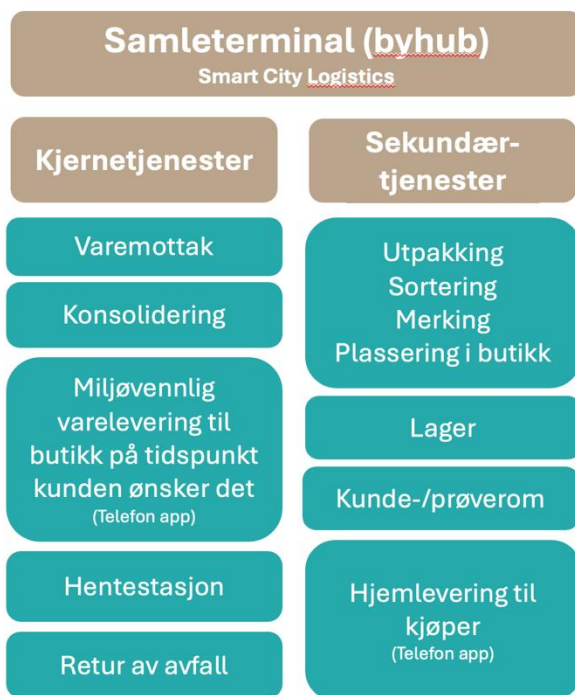 Samleterminal (byhub)
Smart City Logistics
Kjernetjenester
Varemottak
Konsolidering
Miljøvennlig
varelevering til
butikk på tidspunkt
kunden ønsker det
(Telefon app)
Hentestasjon
Retur av avfall
Sekundær-
tjenester
Utpakking
Sortering
Merking
Plassering i butikk
Lager
Kunde-/prøverom
Hjemlevering til
kjøper
(Telefon app)